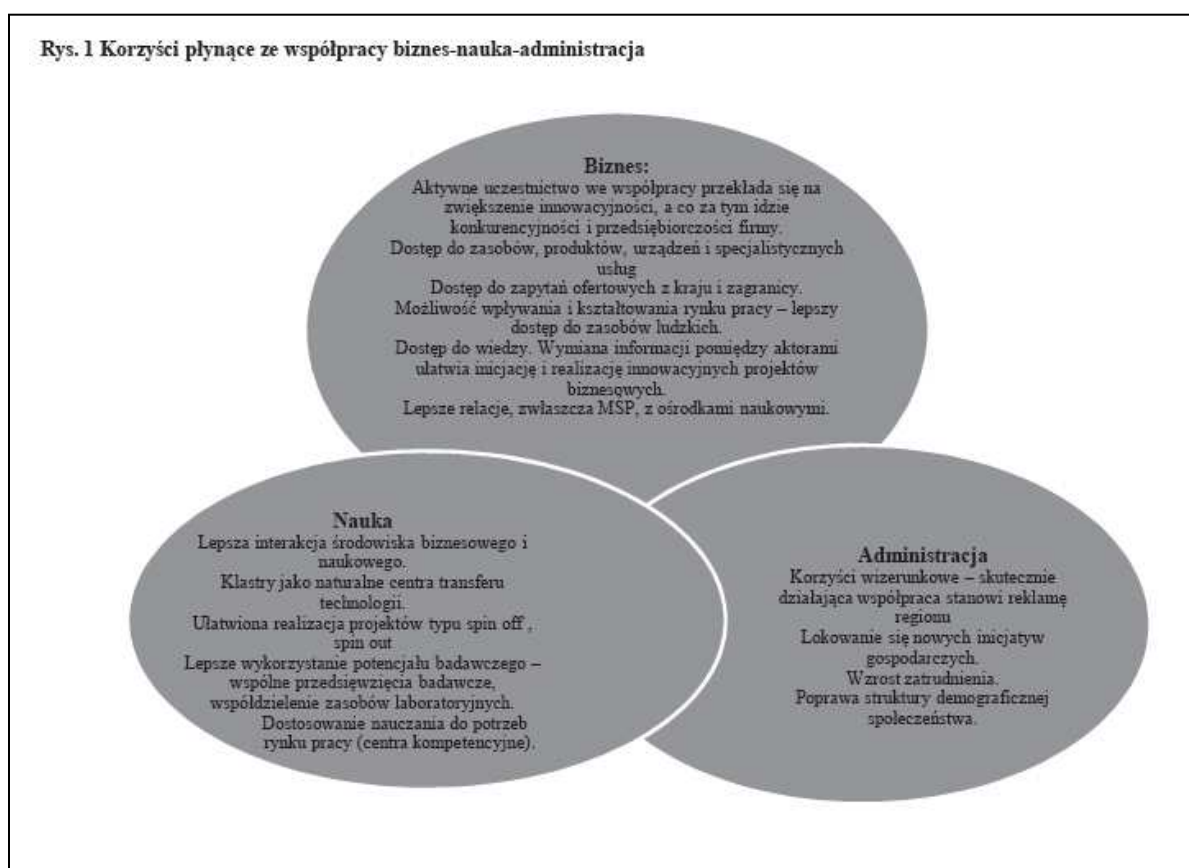 Rys. 1 Korzyści płynące ze współpracy biznes-nauka-administracja
Biznes:
Aktywne uczestnictwo we współpracy przekłada się na
zwiększenie innowacyjności, a co za tym idzie
konkurencyjności i przedsiębiorczości firmy.
Dostęp do zasobów, produktów, urządzeń i specjalistycznych
usług
Dostęp do zapytań ofertowych z kraju i zagranicy.
Możliwość wpływania i kształtowania rynku pracy – lepszy
dostęp do zasobów ludzkich.
Dostęp do wiedzy. Wymiana informacji pomiędzy aktorami
ułatwia inicjację i realizację innowacyjnych projektów
biznesowych.
Lepsze relacje, zwłaszcza MSP, z ośrodkami naukowymi.
Nauka
Lepsza interakcja środowiska biznesowego i
naukowego.
Klastry jako naturalne centra transferu
technologii.
Ułatwiona realizacja projektów typu spin off ,
spin out
Lepsze wykorzystanie potencjału badawczego –
wspólne przedsięwzięcia badawcze,
współdzielenie zasobów laboratoryjnych.
Dostosowanie nauczania do potrzeb
rynku pracy (centra kompetencyjne).
Administracja
Korzyści wizerunkowe – skutecznie
działająca współpraca stanowi reklamę
regionu
Lokowanie się nowych inicjatyw
gospodarczych.
Wzrost zatrudnienia.
Poprawa struktury demograficznej
społeczeństwa.